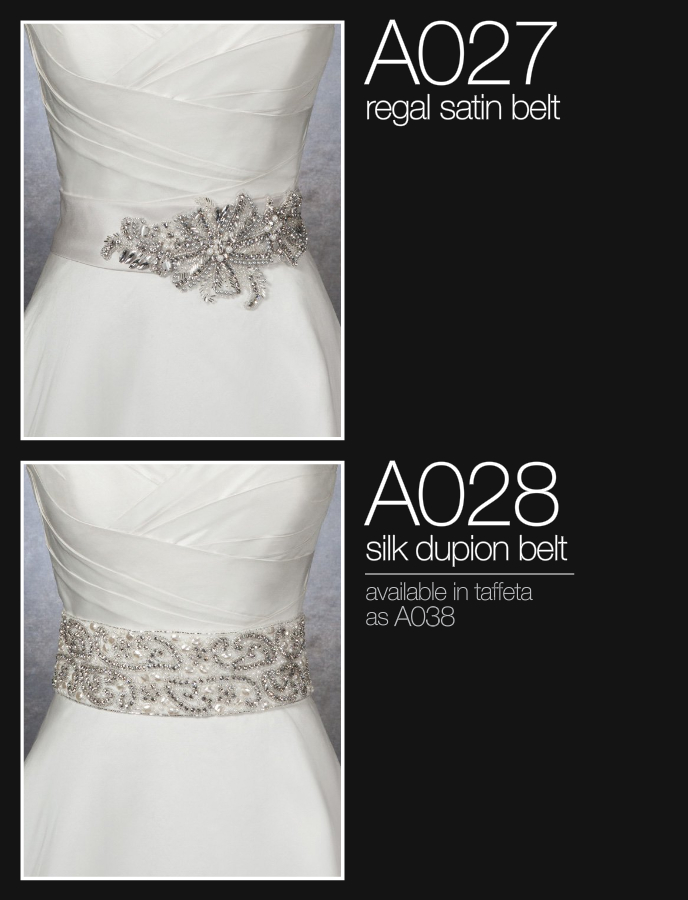 A027
regal satin belt
A028
silk dupion belt
available in taffeta
as A038